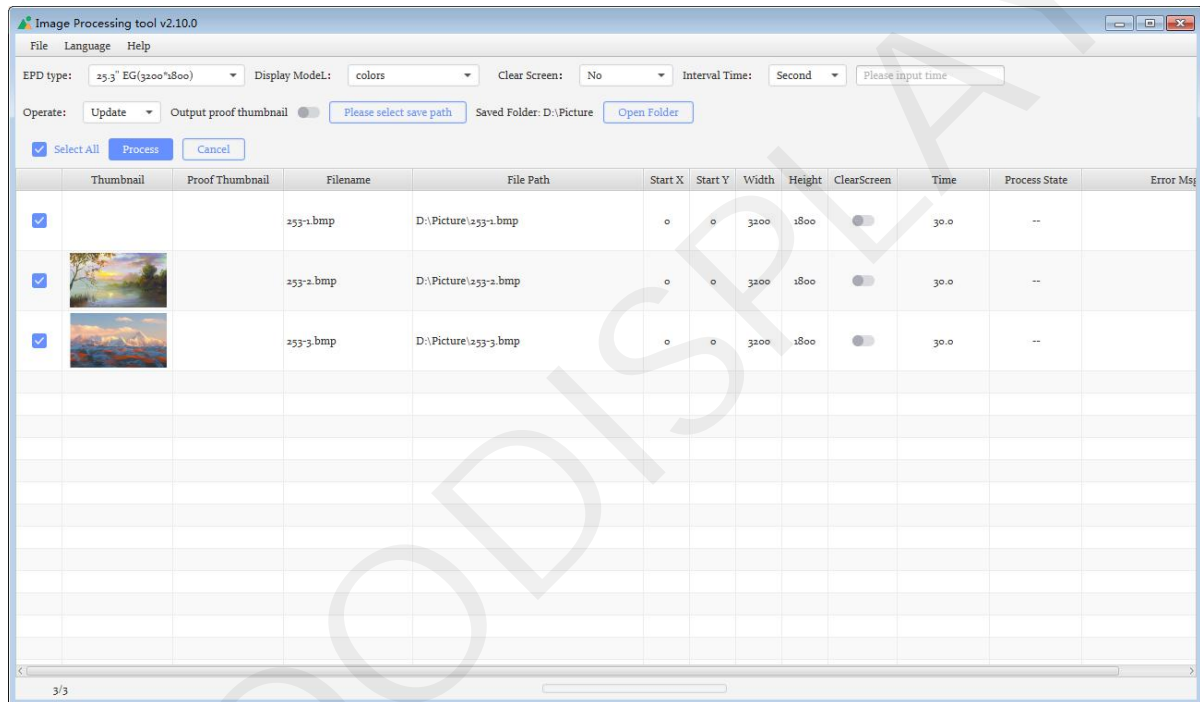 Image Processing tool v2.10.0
File Language Help
EPD type: 25.3" EG(3200*1800) Display ModeL: colors Clear Screen: No Interval Time: Second Please input time
Operate: Update Output proof thumbnail Please select save path Saved Folder: D:\Picture Open Folder
Select All Process Cancel
Thumbnail Proof Thumbnail Filename File Path Start X Start Y Width Height ClearScreen Time Process State Error Msg
253-1.bmp D:\Picture\253-1.bmp 0 0 3200 1800 30.0 --
253-2.bmp D:\Picture\253-2.bmp 0 0 3200 1800 30.0 --
253-3.bmp D:\Picture\253-3.bmp 0 0 3200 1800 30.0 --
3/3
OODISPLAY